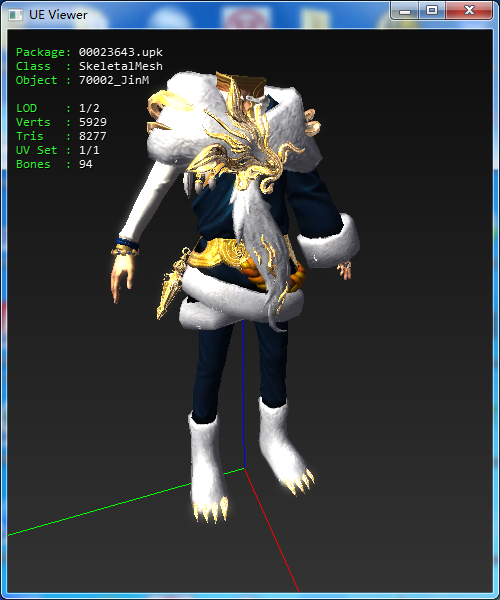 UE Viewer
Package: 00023643.upk
Class : SkeletalMesh
Object : 70002_JinM
LOD : 1/2
Verts : 5929
Tris : 8277
UV Set : 1/1
Bones : 94